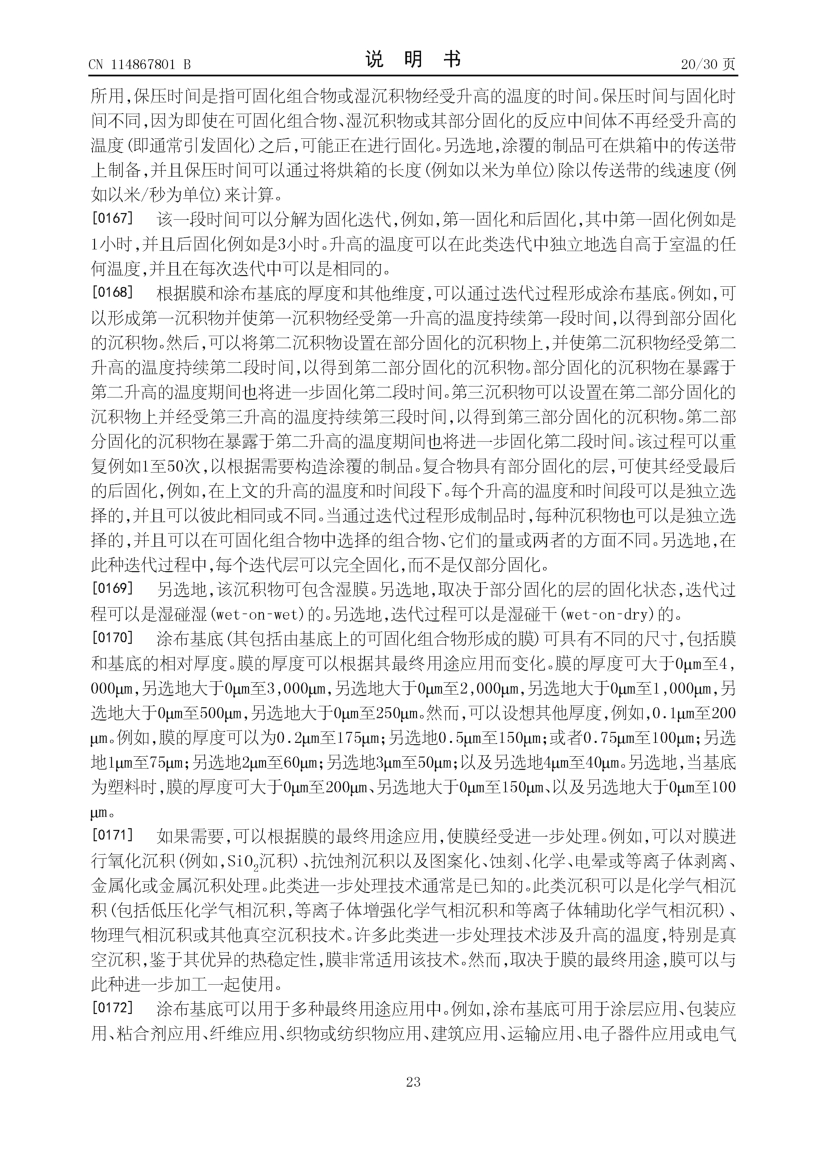 CN 114867801 B
说 明 书
20/30 页
所用,保压时间是指可固化组合物或湿沉积物经受升高的温度的时间。保压时间与固化时
间不同,因为即使在可固化组合物、湿沉积物或其部分固化的反应中间体不再经受升高的
温度(即通常引发固化)之后,可能正在进行固化。另选地,涂覆的制品可在烘箱中的传送带
上制备,并且保压时间可以通过将烘箱的长度(例如以米为单位)除以传送带的线速度(例
如以米/秒为单位)来计算。
[0167] 该一段时间可以分解为固化迭代,例如,第一固化和后固化,其中第一固化例如是
1小时,并且后固化例如是3小时。升高的温度可以在此类迭代中独立地选自高于室温的任
何温度,并且在每次迭代中可以是相同的。
[0168] 根据膜和涂布基底的厚度和其他维度,可以通过迭代过程形成涂布基底。例如,可
以形成第一沉积物并使第一沉积物经受第一升高的温度持续第一段时间,以得到部分固化
的沉积物。然后,可以将第二沉积物设置在部分固化的沉积物上,并使第二沉积物经受第二
升高的温度持续第二段时间,以得到第二部分固化的沉积物。部分固化的沉积物在暴露于
第二升高的温度期间也将进一步固化第二段时间。第三沉积物可以设置在第二部分固化的
沉积物上并经受第三升高的温度持续第三段时间,以得到第三部分固化的沉积物。第二部
分固化的沉积物在暴露于第二升高的温度期间也将进一步固化第二段时间。该过程可以重
复例如1至50次,以根据需要构造涂覆的制品。复合物具有部分固化的层,可使其经受最后
的后固化,例如,在上文的升高的温度和时间段下。每个升高的温度和时间段可以是独立选
择的,并且可以彼此相同或不同。当通过迭代过程形成制品时,每种沉积物也可以是独立选
择的,并且可以在可固化组合物中选择的组合物、它们的量或两者的方面不同。另选地,在
此种迭代过程中,每个迭代层可以完全固化,而不是仅部分固化。
[0169] 另选地,该沉积物可包含湿膜。另选地,取决于部分固化的层的固化状态,迭代过
程可以是湿碰湿(wet-on-wet)的。另选地,迭代过程可以是湿碰干(wet-on-dry)的。
[0170] 涂布基底(其包括由基底上的可固化组合物形成的膜)可具有不同的尺寸,包括膜
和基底的相对厚度。膜的厚度可以根据其最终用途应用而变化。膜的厚度可大于0μm至4,
000μm,另选地大于0μm至3,000μm,另选地大于0μm至2,000μm,另选地大于0μm至1,000μm,另
选地大于0μm至500μm,另选地大于0μm至250μm。然而,可以设想其他厚度,例如,0.1μm至200
μm。例如,膜的厚度可以为0.2μm至175μm;另选地0.5μm至150μm;或者0.75μm至100μm;另选
地1μm至75μm;另选地2μm至60μm;另选地3μm至50μm;以及另选地4μm至40μm。另选地,当基底
为塑料时,膜的厚度可大于0μm至200μm、另选地大于0μm至150μm、以及另选地大于0μm至100
μm。
[0171] 如果需要,可以根据膜的最终用途应用,使膜经受进一步处理。例如,可以对膜进
行氧化沉积(例如,SiO2沉积)、抗蚀剂沉积以及图案化、蚀刻、化学、电晕或等离子体剥离、
金属化或金属沉积处理。此类进一步处理技术通常是已知的。此类沉积可以是化学气相沉
积(包括低压化学气相沉积,等离子体增强化学气相沉积和等离子体辅助化学气相沉积)、
物理气相沉积或其他真空沉积技术。许多此类进一步处理技术涉及升高的温度,特别是真
空沉积,鉴于其优异的热稳定性,膜非常适用该技术。然而,取决于膜的最终用途,膜可以与
此种进一步加工一起使用。
[0172] 涂布基底可以用于多种最终用途应用中。例如,涂布基底可用于涂层应用、包装应
用、粘合剂应用、纤维应用、织物或纺织物应用、建筑应用、运输应用、电子器件应用或电气
23